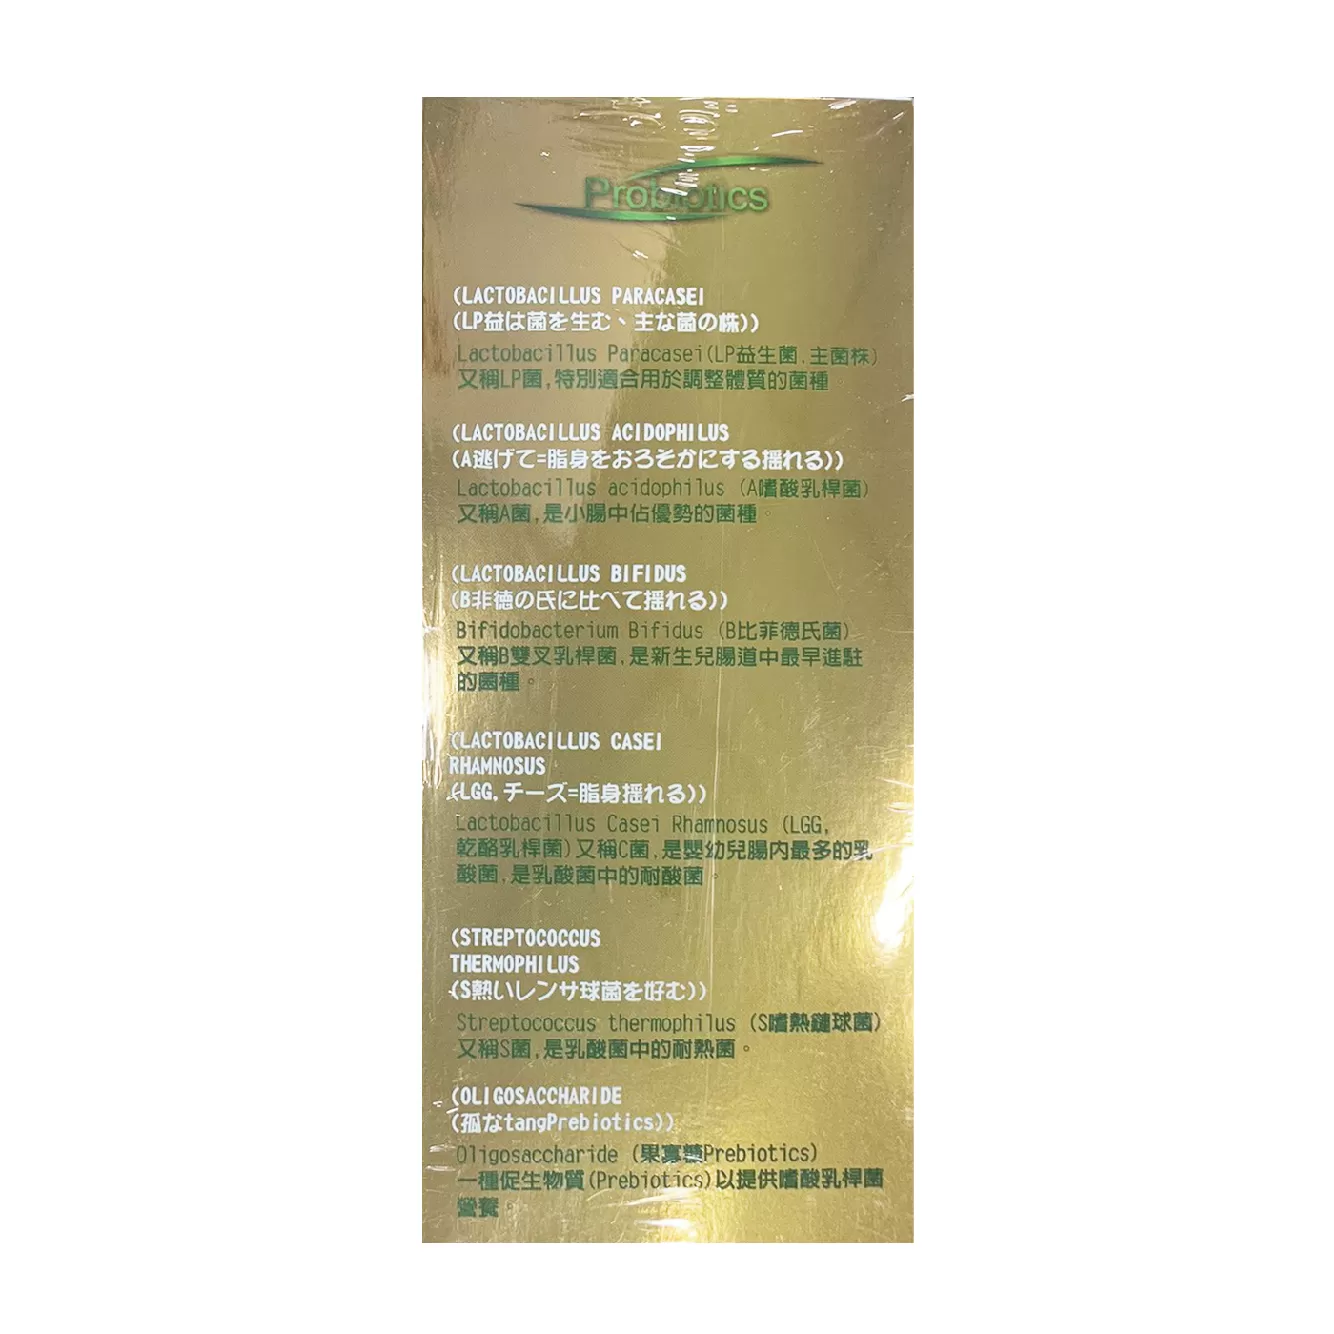 Probiotics
(LACTOBACILLUS PARACASEI
(LP益は菌を生む、主な菌の株))
Lactobacillus Paracasei(LP益生菌.主菌株)
又稱LP菌,特別適合用於調整體質的菌種
(LACTOBACILLUS ACIDOPHILUS
(A逃げて=脂身をおろそかにする揺れる))
Lactobacillus acidophilus (A嗜酸乳桿菌)
又稱A菌,是小腸中佔優勢的菌種。
(LACTOBACILLUS BIFIDUS
(B非德の氏に比べて揺れる))
Bifidobacterium Bifidus (B比菲德氏菌)
又稱B雙叉乳桿菌,是新生兒腸道中最早進駐
的菌種。
(LACTOBACILLUS CASEI
RHAMNOSUS
(LGG,チーズ=脂身揺れる))
Lactobacillus Casei Rhamnosus (LGG,
乾酪乳桿菌)又稱C菌,是嬰幼兒腸內最多的乳
酸菌,是乳酸菌中的耐酸菌。
(STREPTOCOCCUS
THERMOPHILUS
(S熱いレンサ球菌を好む))
Streptococcus thermophilus (S嗜熱鏈球菌)
又稱S菌,是乳酸菌中的耐熱菌。
(OLIGOSACCHARIDE
(孤なtangPrebiotics))
Oligosaccharide (果寡糖Prebiotics)
一種促生物質(Prebiotics)以提供嗜酸乳桿菌
營養。